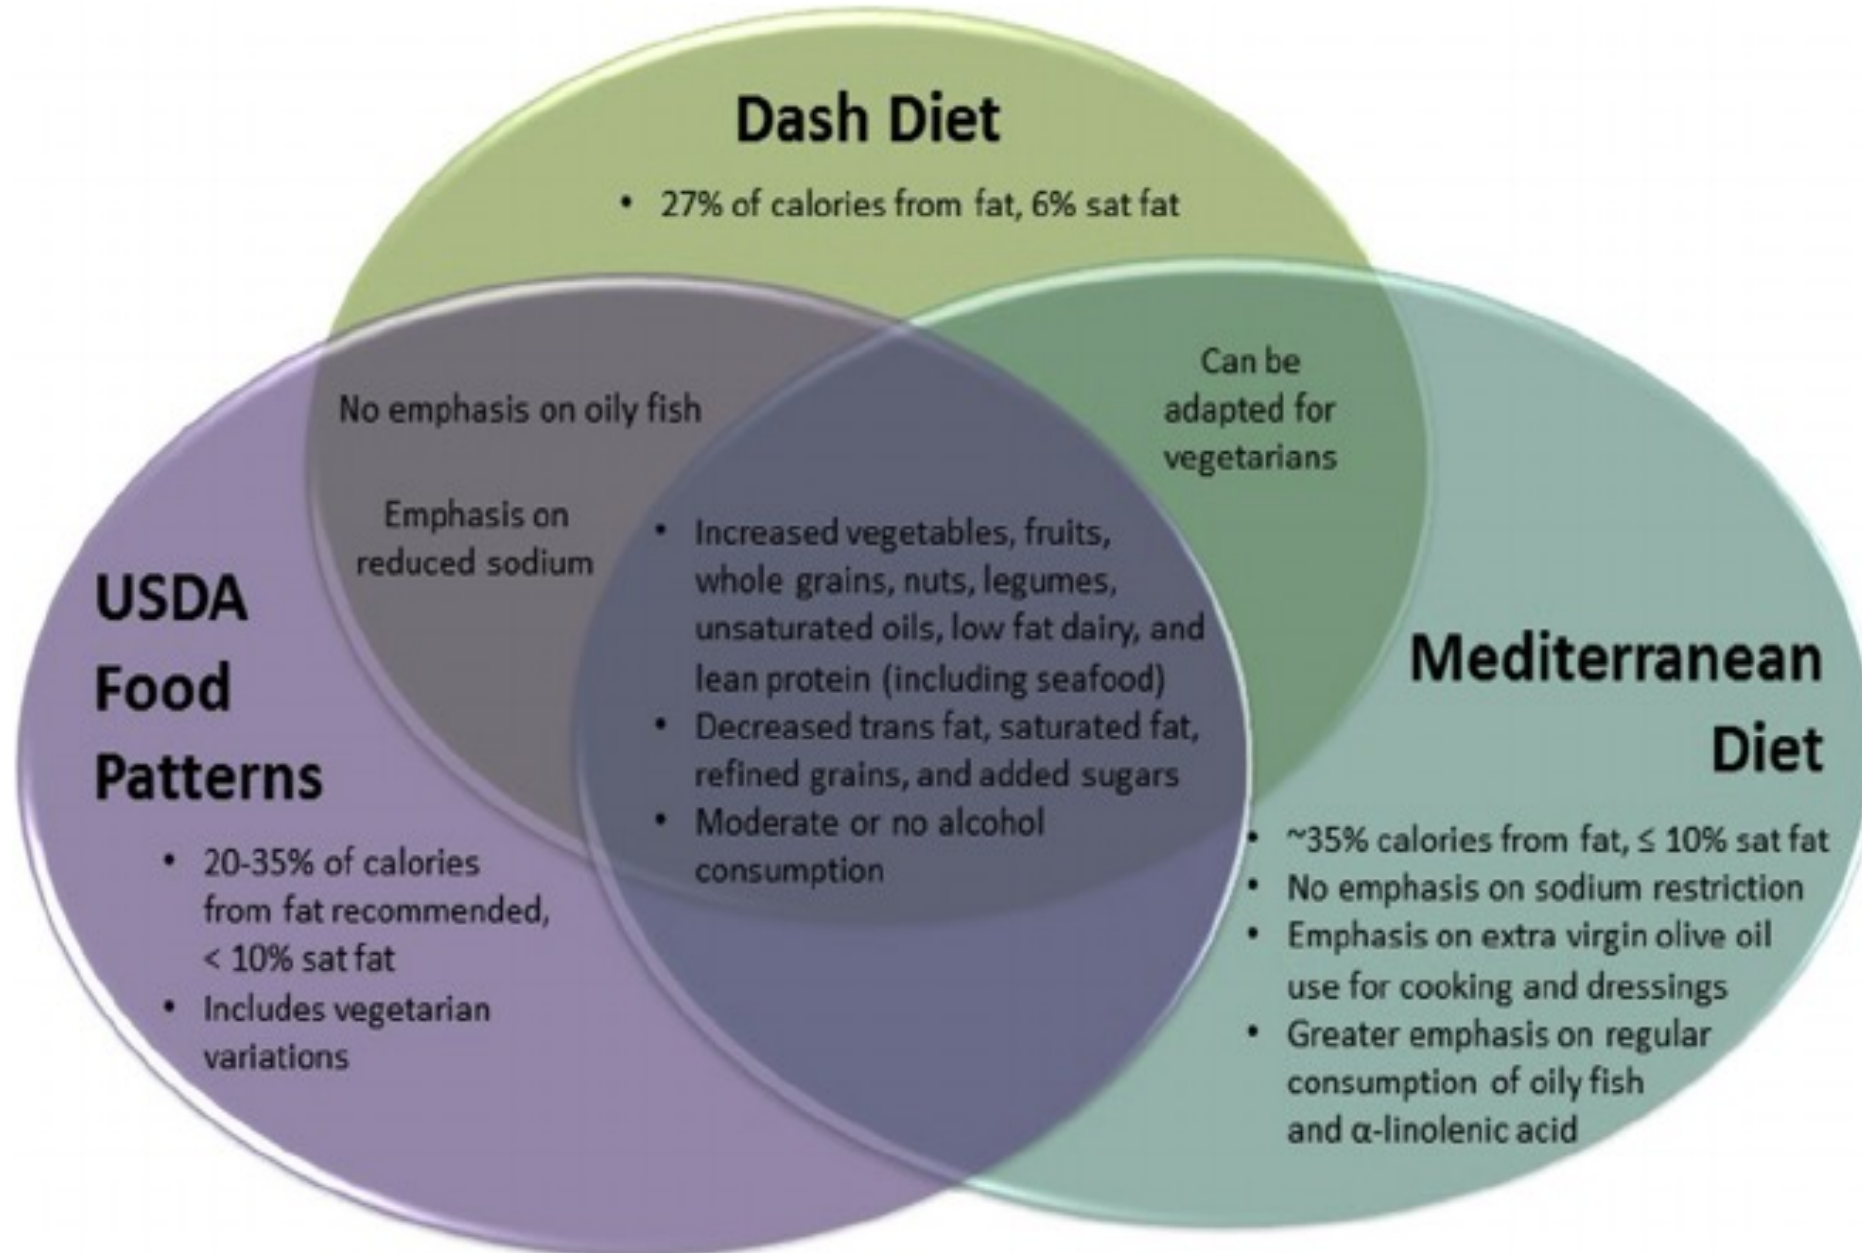 Dash Diet
• 27% of calories from fat, 6% sat fat
No emphasis on oily fish
Emphasis on
reduced sodium
Can be
adapted for
vegetarians
• Increased vegetables, fruits,
whole grains, nuts, legumes,
unsaturated oils, low fat dairy, and
lean protein (including seafood)
• Decreased trans fat, saturated fat,
refined grains, and added sugars
• Moderate or no alcohol
consumption
USDA
Food
Patterns
• 20-35% of calories
from fat recommended,
< 10% sat fat
• Includes vegetarian
variations
Mediterranean
Diet
• ~35% calories from fat, ≤ 10% sat fat
• No emphasis on sodium restriction
• Emphasis on extra virgin olive oil
use for cooking and dressings
• Greater emphasis on regular
consumption of oily fish
and α-linolenic acid